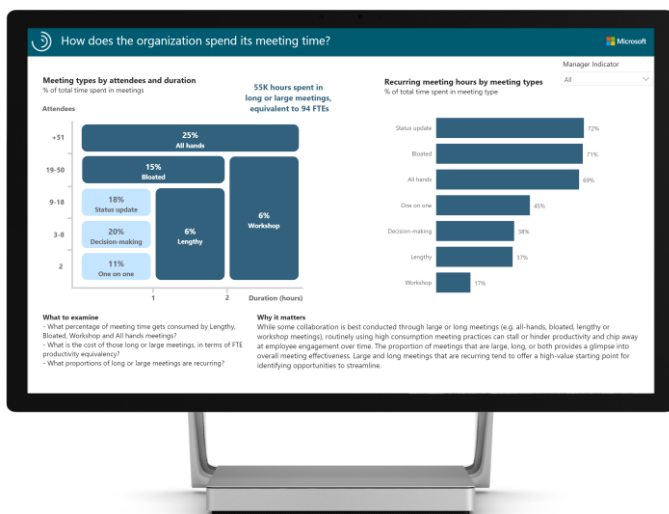 How does the organization spend its meeting time?
Microsoft
Manager Indicator
All
Meeting types by attendees and duration
% of total time spent in meetings
55K hours spent in
long or large meetings,
equivalent to 94 FTEs
Attendees
+51
19-50
9-18
3-8
2
25%
All hands
15%
Bloated
18%
Status update
20%
Decision-making
11%
One on one
6%
Lengthy
6%
Workshop
1
2
Duration (hours)
Recurring meeting hours by meeting types
% of total time spent in meeting type
Status update
72%
Bloated
71%
All hands
69%
One on one
45%
Decision-making
38%
Lengthy
37%
Workshop
17%
What to examine
- What percentage of meeting time gets consumed by Lengthy,
Bloated, Workshop and All hands meetings?
- What is the cost of those long or large meetings, in terms of FTE
productivity equivalency?
- What proportions of long or large meetings are recurring?
Why it matters
While some collaboration is best conducted through large or long meetings (e.g. all-hands, bloated, lengthy or
workshop meetings), routinely using high consumption meeting practices can stall or hinder productivity and chip away
at employee engagement over time. The proportion of meetings that are large, long, or both provides a glimpse into
overall meeting effectiveness. Large and long meetings that are recurring tend to offer a high-value starting point for
identifying opportunities to streamline.